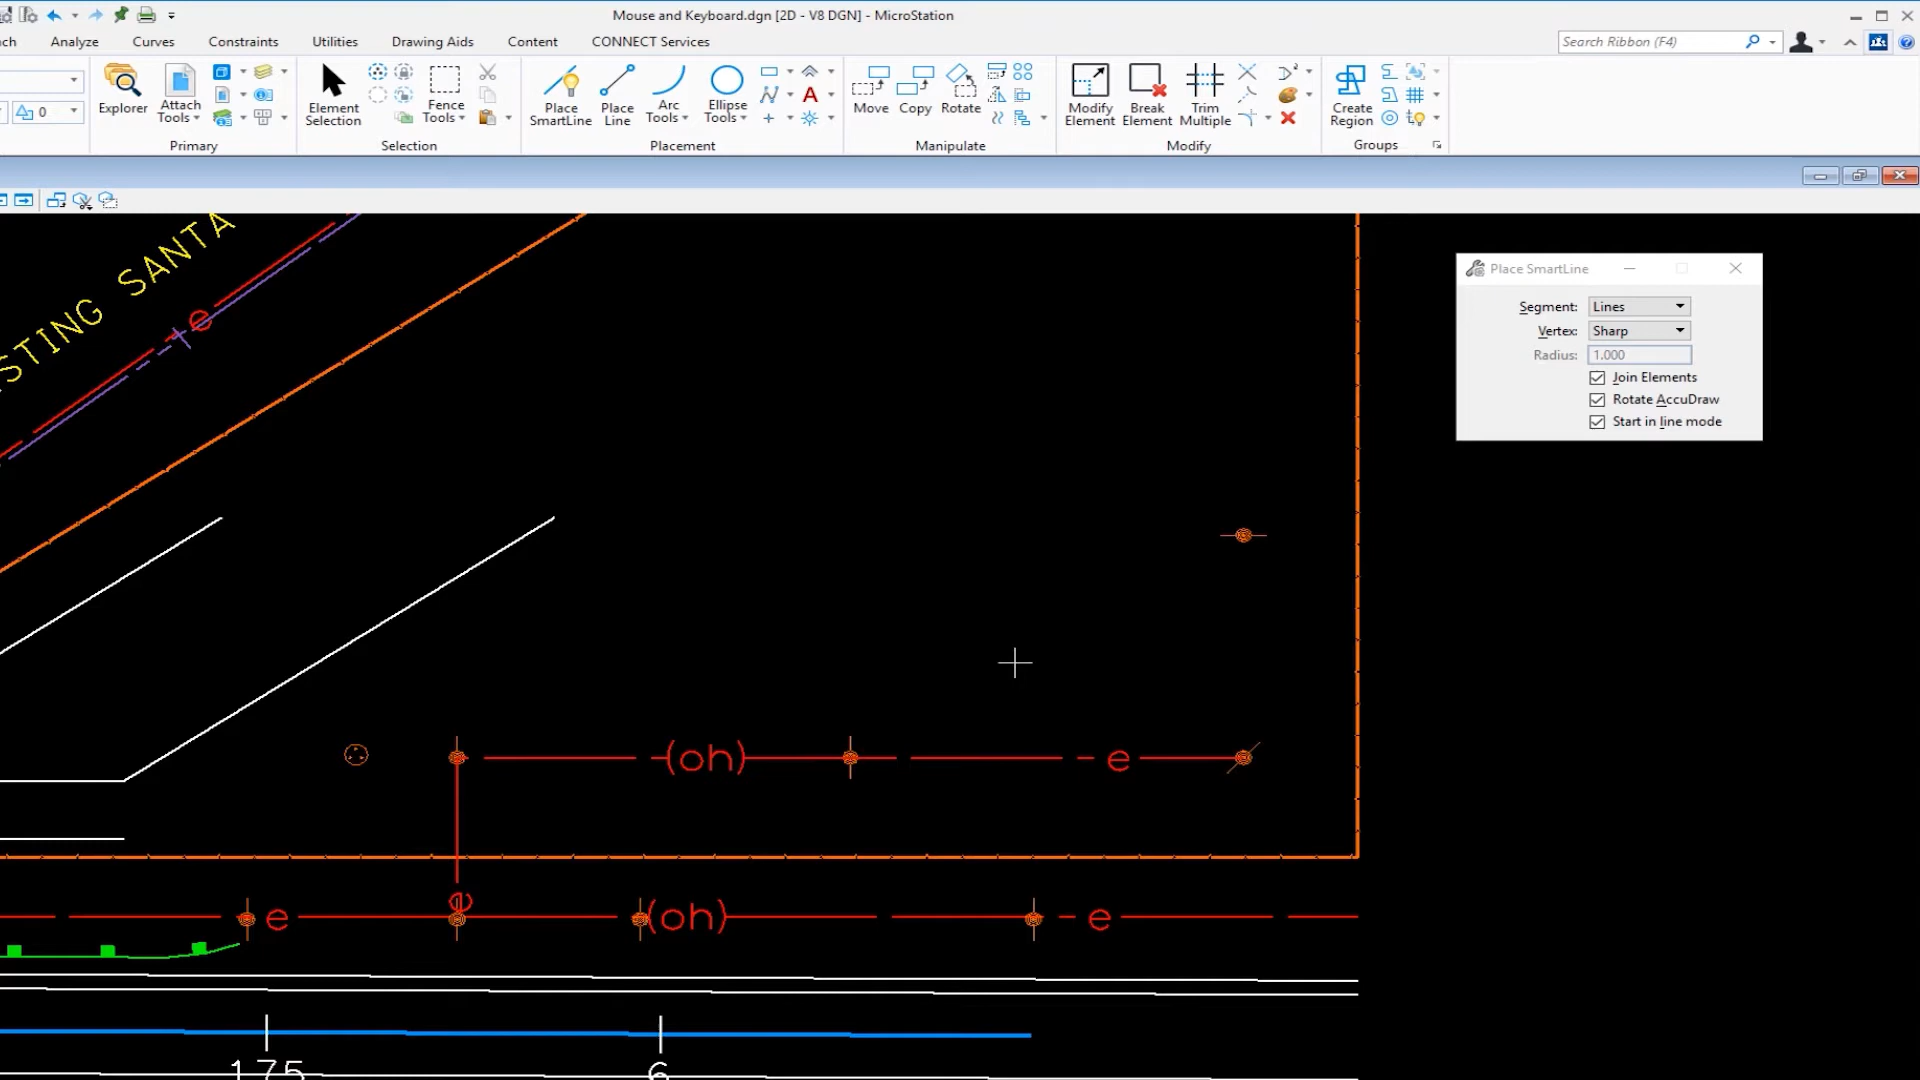 Mouse and Keyboard.dgn [2D - V8 DGN] - MicroStation
Analyze Curves Constraints Utilities Drawing Aids Content CONNECT Services
Search Ribbon (F4)
0
Explorer
Attach Tools
Primary
Element Selection
Fence Tools
Selection
Place SmartLine
Place Line
Arc Tools
Ellipse Tools
A
Placement
Move
Copy
Rotate
Manipulate
Modify Element
Break Element
Trim Multiple
Modify
Create Region
Groups
Place SmartLine
Segment: Lines
Vertex: Sharp
Radius: 1.000
Join Elements
Rotate AccuDraw
Start in line mode
STING SANTA
e
(oh) e
e
e (oh) e
175 6